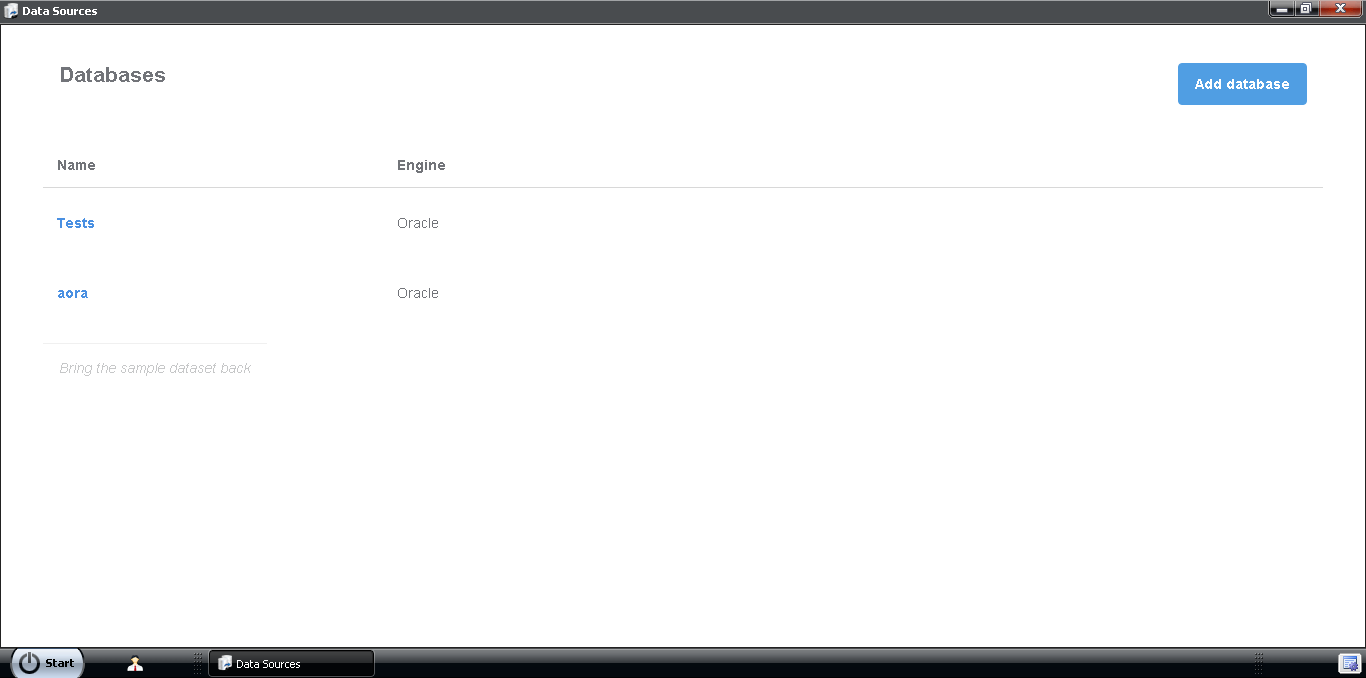 Data Sources
Databases
Add database
Name Engine
Tests Oracle
aora Oracle
Bring the sample dataset back
Start Data Sources